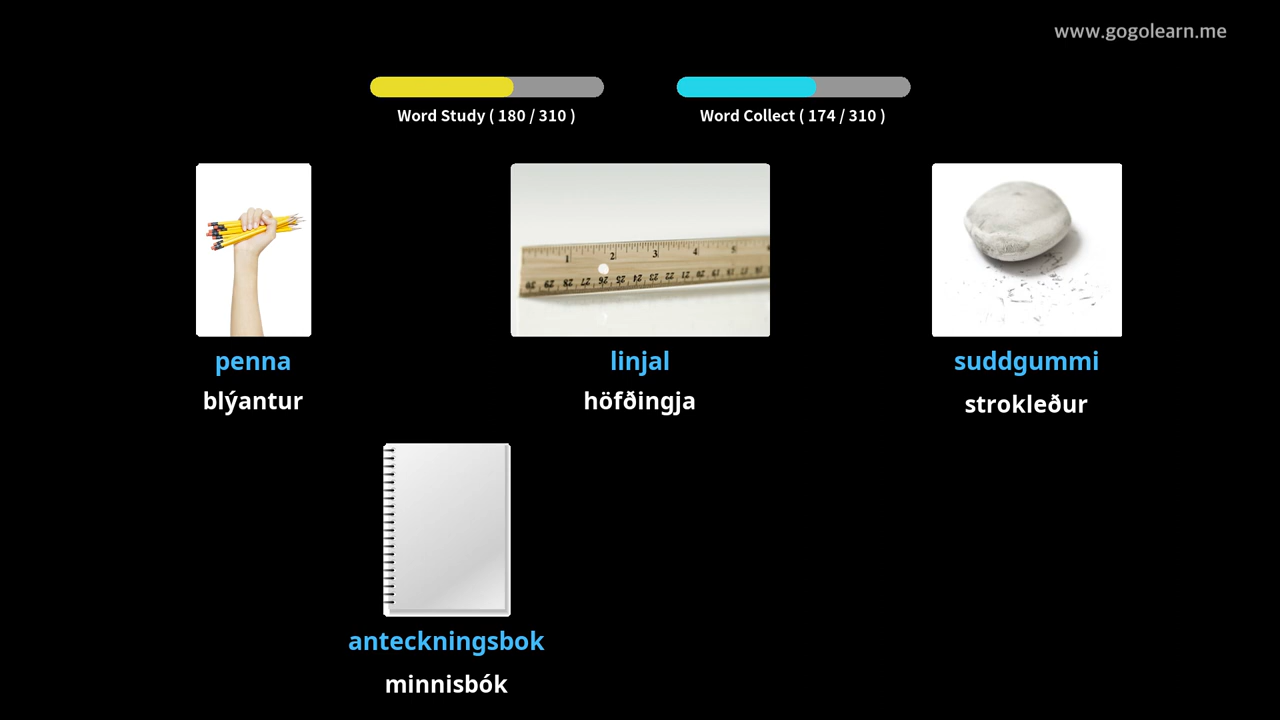 www.gogolearn.me
Word Study ( 180 / 310 )
Word Collect ( 174 / 310 )
penna
blýantur
linjal
höfðingja
suddgummi
strokleður
anteckningsbok
minnisbók